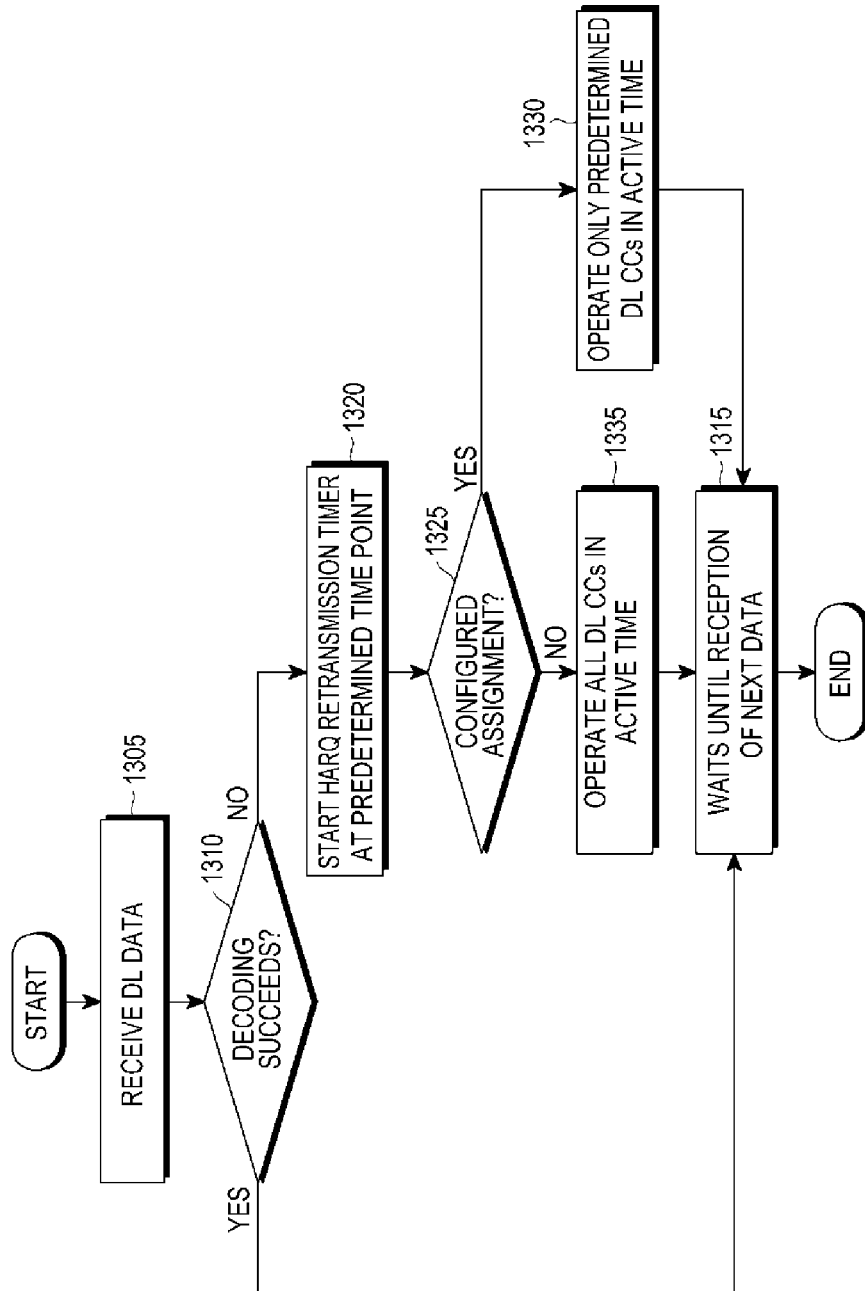 START
RECEIVE DL DATA
1305
DECODING
SUCCEEDS?
1310
YES
NO
START HARQ RETRANSMISSION TIMER
AT PREDETERMINED TIME POINT
1320
CONFIGURED
ASSIGNMENT?
1325
YES
NO
OPERATE ONLY PREDETERMINED
DL CCs IN ACTIVE TIME
1330
OPERATE ALL DL CCs IN
ACTIVE TIME
1335
WAITS UNTIL RECEPTION
OF NEXT DATA
1315
END